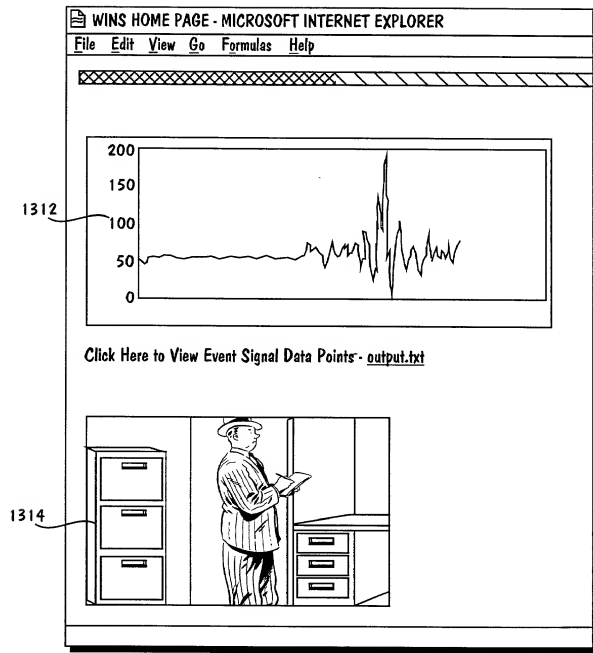 WINS HOME PAGE - MICROSOFT INTERNET EXPLORER
File Edit View Go Formulas Help
200
150
1312
100
50
0
Click Here to View Event Signal Data Points - output.txt
1314